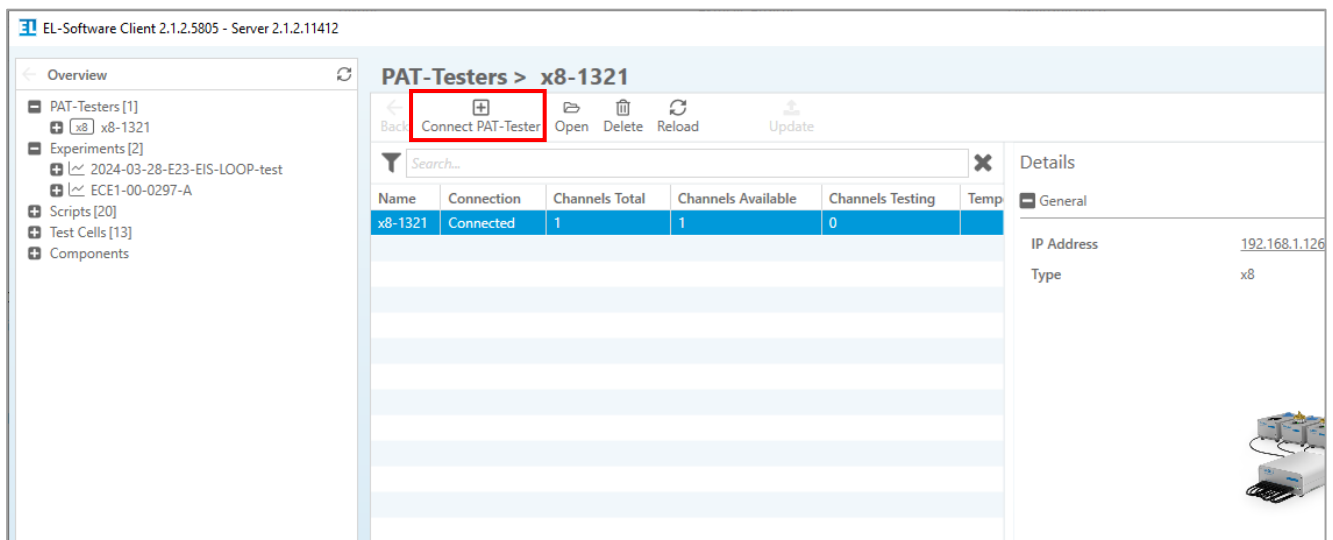 EL EL-Software Client 2.1.2.5805 - Server 2.1.2.11412
Overview
PAT-Testers [1]
x8 x8-1321
Experiments [2]
2024-03-28-E23-EIS-LOOP-test
ECE1-00-0297-A
Scripts [20]
Test Cells [13]
Components
PAT-Testers > x8-1321
Back Connect PAT-Tester Open Delete Reload Update
Search...
Name Connection Channels Total Channels Available Channels Testing Temp
x8-1321 Connected 1 1 0
Details
General
IP Address 192.168.1.126
Type x8